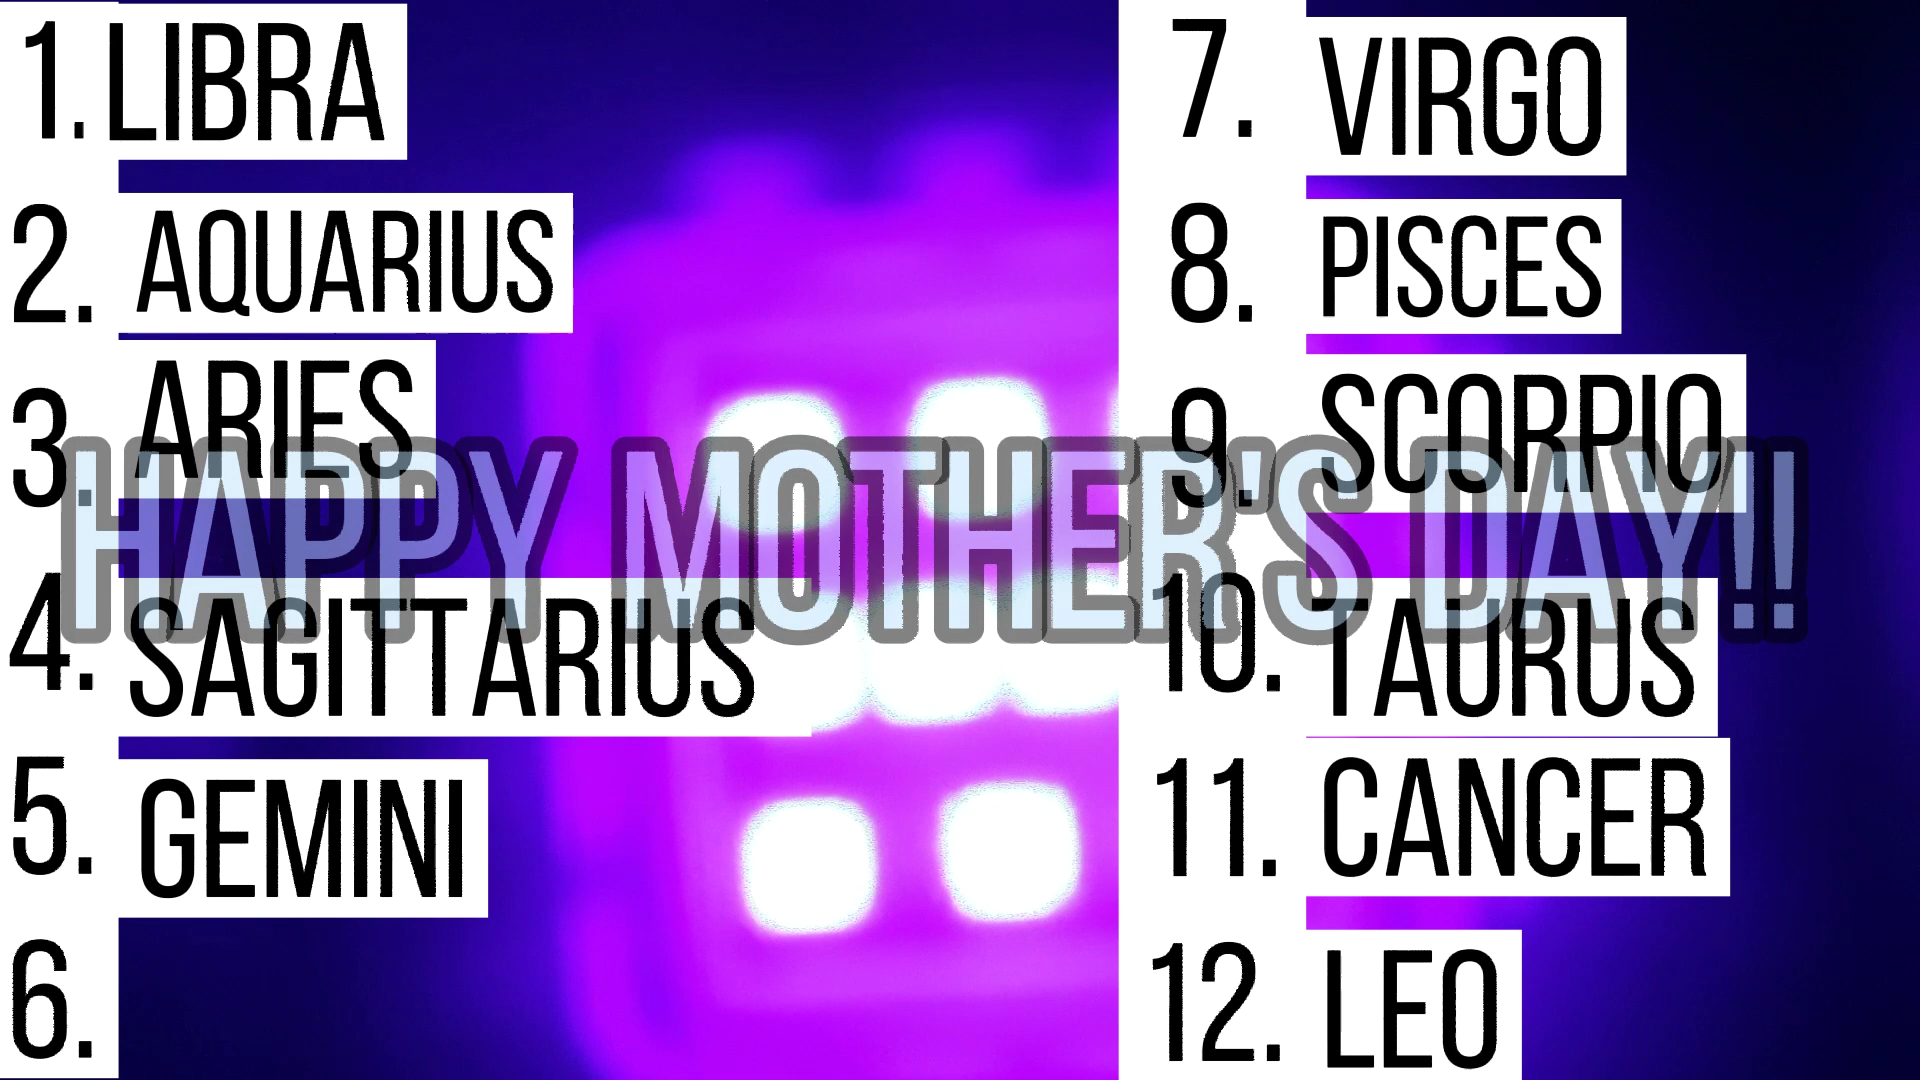 1. LIBRA
2. AQUARIUS
3. ARIES
4. SAGITTARIUS
5. GEMINI
6.
7. VIRGO
8. PISCES
9. SCORPIO
10. TAURUS
11. CANCER
12. LEO
HAPPY MOTHER'S DAY!!